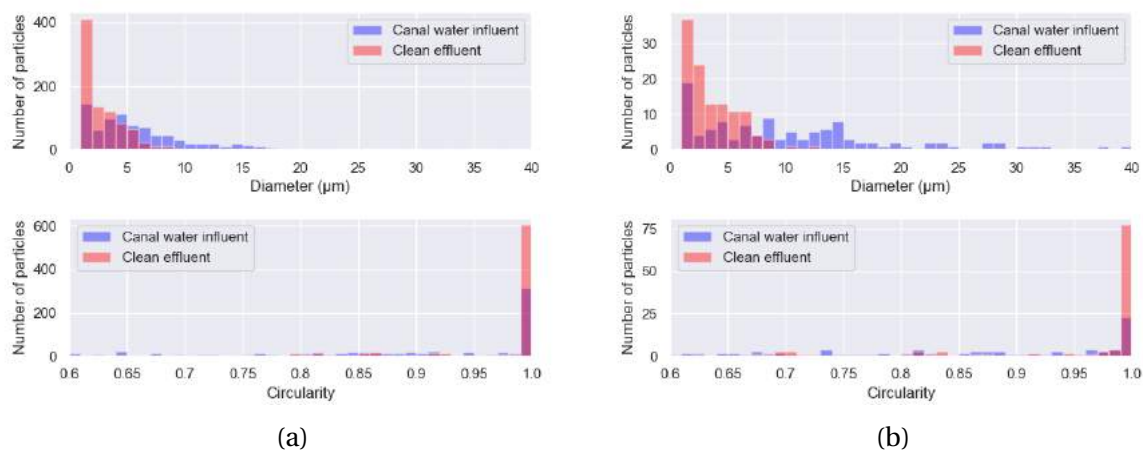 Number of particles
400
200
0
0 5 10 15 20 25 30 35 40
Diameter (µm)
Canal water influent
Clean effluent
Number of particles
600
400
200
0
0.6 0.65 0.7 0.75 0.8 0.85 0.9 0.95 1.0
Circularity
Canal water influent
Clean effluent
(a)
Number of particles
30
20
10
0
0 5 10 15 20 25 30 35 40
Diameter (µm)
Canal water influent
Clean effluent
Number of particles
75
50
25
0
0.6 0.65 0.7 0.75 0.8 0.85 0.9 0.95 1.0
Circularity
Canal water influent
Clean effluent
(b)